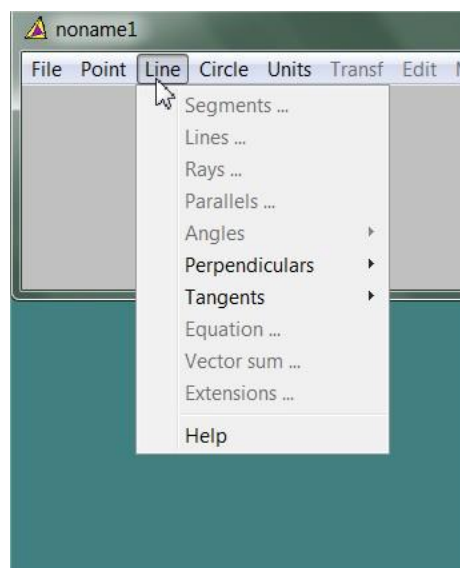 noname1
File Point Line Circle Units Transf Edit
Segments ...
Lines ...
Rays ...
Parallels ...
Angles
Perpendiculars
Tangents
Equation ...
Vector sum ...
Extensions ...
Help